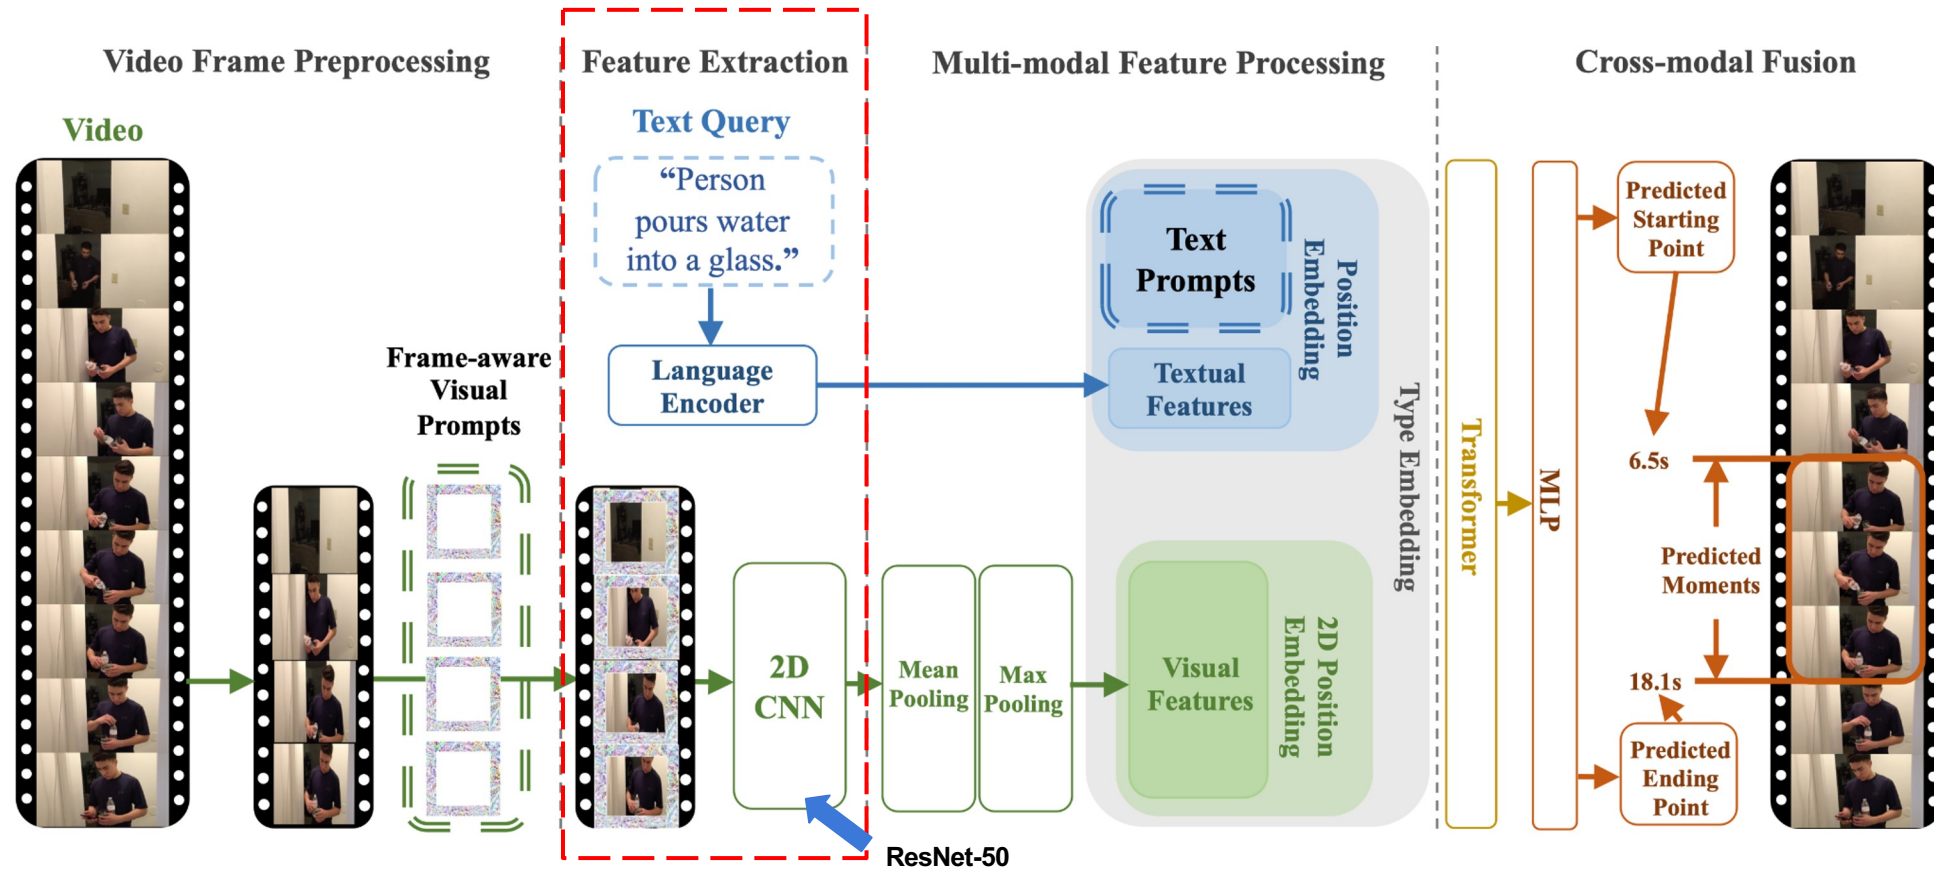 Video Frame Preprocessing
Feature Extraction
Multi-modal Feature Processing
Cross-modal Fusion
Video
Frame-aware
Visual
Prompts
Text Query
“Person
pours water
into a glass.”
Language
Encoder
2D
CNN
ResNet-50
Mean
Pooling
Max
Pooling
Text
Prompts
Position
Embedding
Textual
Features
Visual
Features
2D Position
Embedding
Type Embedding
Transformer
MLP
Predicted
Starting
Point
6.5s
Predicted
Moments
18.1s
Predicted
Ending
Point